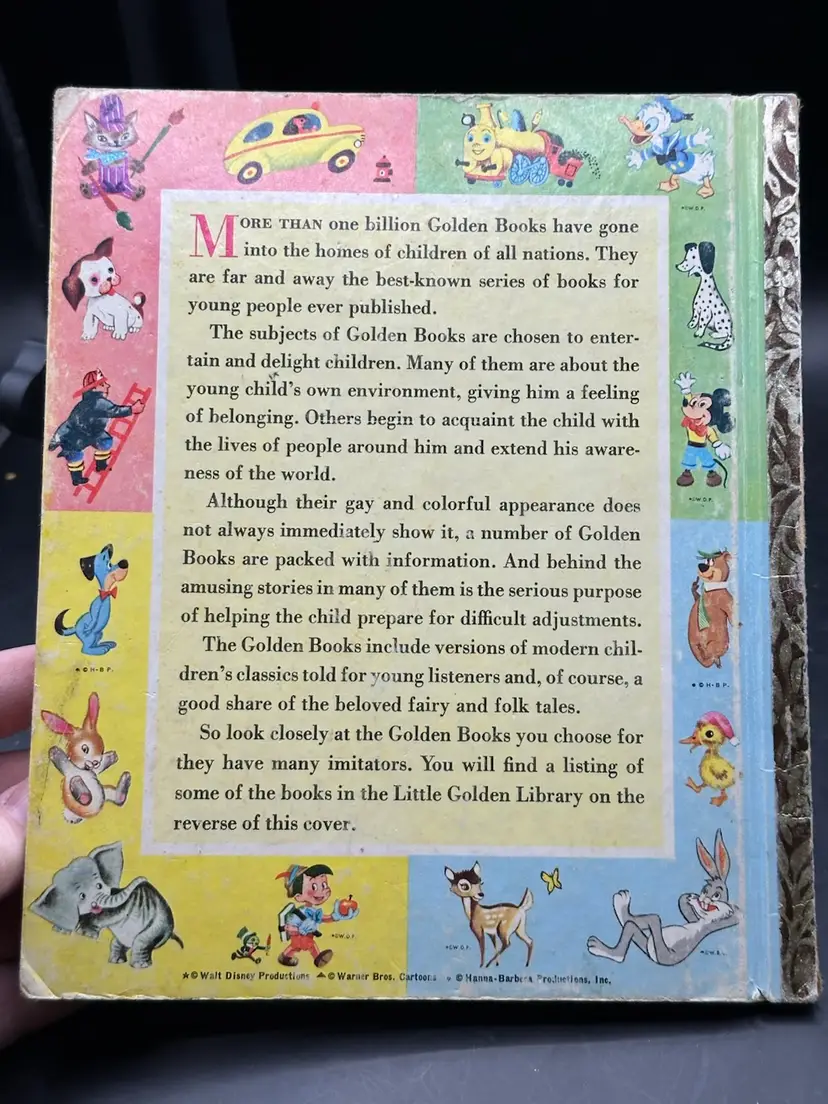 ©W.D.P.
MORE THAN one billion Golden Books have gone
into the homes of children of all nations. They
are far and away the best-known series of books for
young people ever published.
The subjects of Golden Books are chosen to enter-
tain and delight children. Many of them are about the
young child's own environment, giving him a feeling
of belonging. Others begin to acquaint the child with
the lives of people around him and extend his aware-
ness of the world.
©W.D.P.
Although their gay and colorful appearance does
not always immediately show it, a number of Golden
Books are packed with information. And behind the
amusing stories in many of them is the serious purpose
of helping the child prepare for difficult adjustments.
The Golden Books include versions of modern chil-
dren's classics told for young listeners and, of course, a
good share of the beloved fairy and folk tales.
©H-B P.
©H-B P.
So look closely at the Golden Books you choose for
they have many imitators. You will find a listing of
some of the books in the Little Golden Library on the
reverse of this cover.
©W.D.P.
©W.D.P.
★©Walt Disney Productions ©Warner Bros. Cartoons ©Hanna-Barbera Productions, Inc.